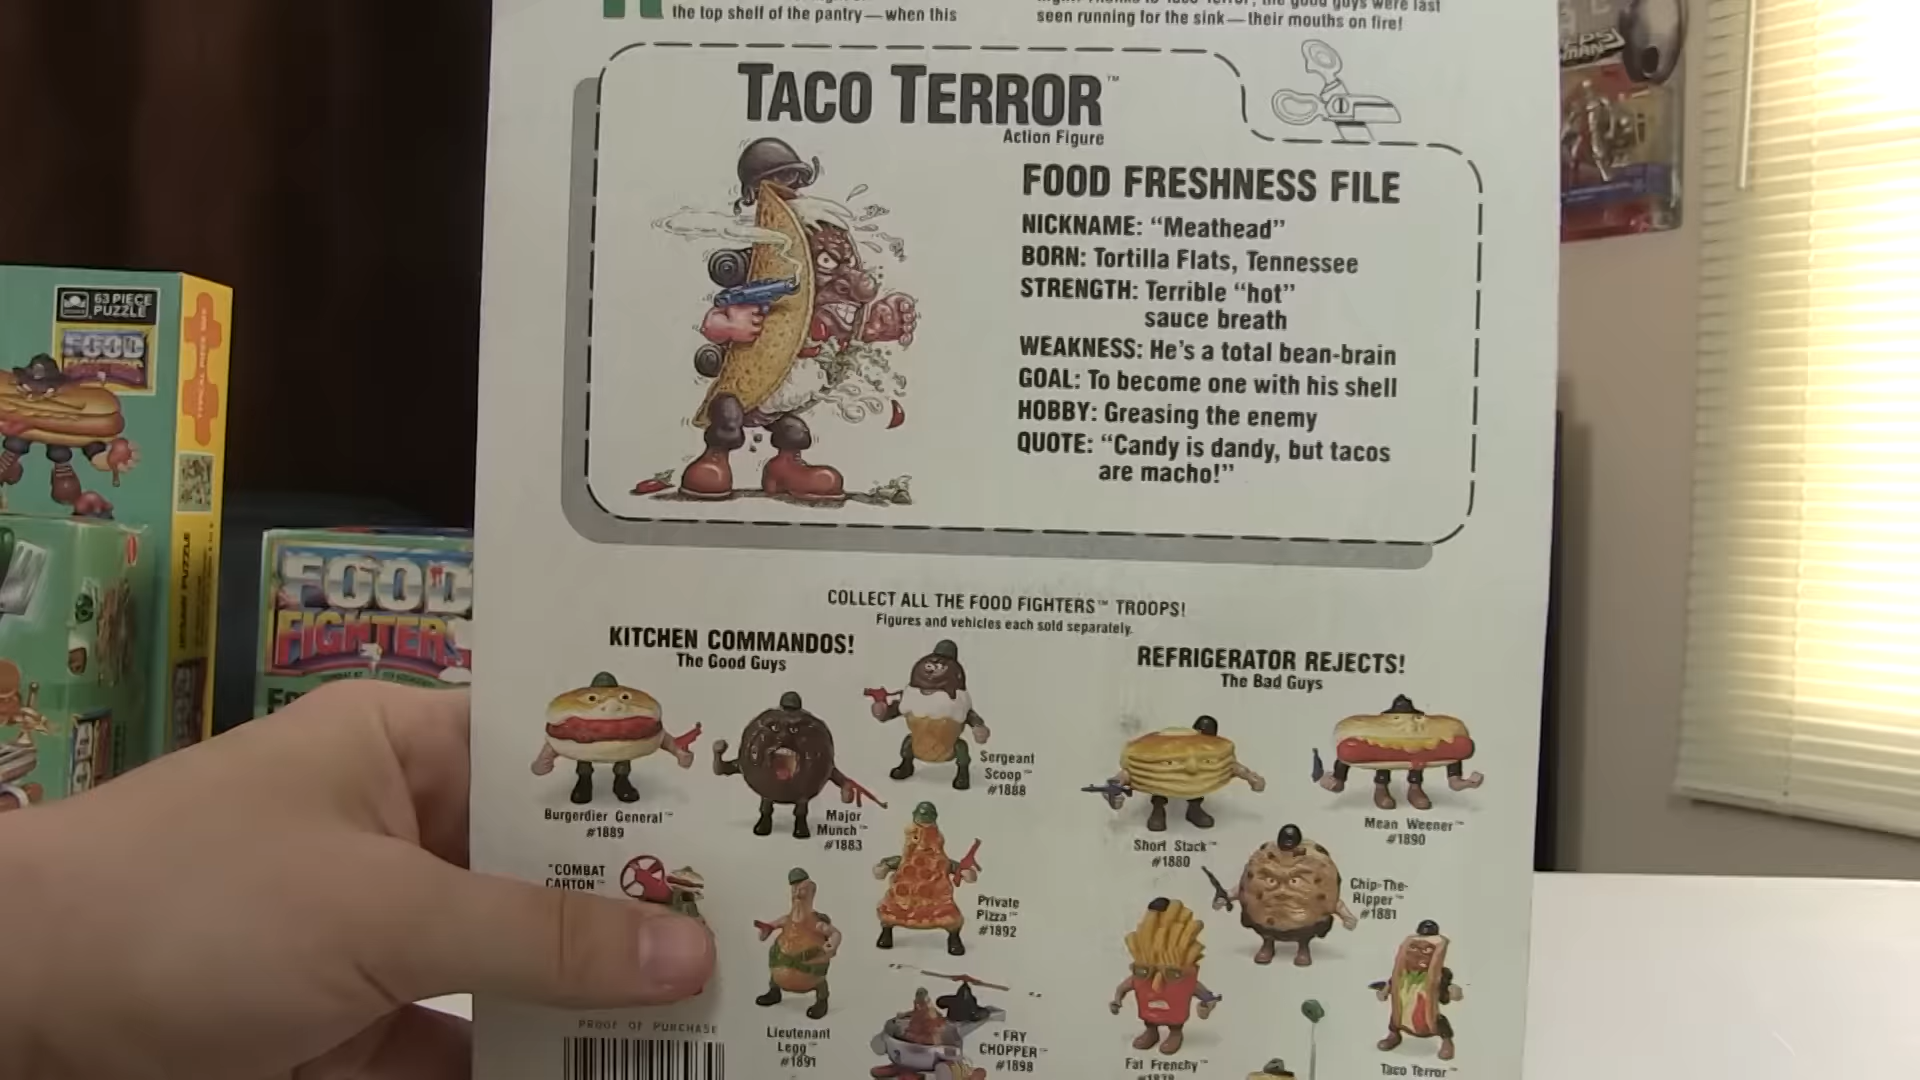 the top shelf of the pantry—when this
seen running for the sink—their mouths on fire!
TACO TERROR™
Action Figure
FOOD FRESHNESS FILE
NICKNAME: “Meathead”
BORN: Tortilla Flats, Tennessee
STRENGTH: Terrible “hot”
sauce breath
WEAKNESS: He's a total bean-brain
GOAL: To become one with his shell
HOBBY: Greasing the enemy
QUOTE: “Candy is dandy, but tacos
are macho!”
COLLECT ALL THE FOOD FIGHTERS™ TROOPS!
Figures and vehicles each sold separately.
KITCHEN COMMANDOS!
The Good Guys
REFRIGERATOR REJECTS!
The Bad Guys
Burgerdier General™
#1889
Major
Munch™
#1883
Sergeant
Scoop™
#1888
Short Stack™
#1880
Mean Weener™
#1890
*COMBAT
CARTON™
Private
Pizza™
#1892
Chip-The-
Ripper™
#1881
Lieutenant
Legg™
#1891
*FRY
CHOPPER™
#1898
Fat Frenchy™
Taco Terror™
PROOF OF PURCHASE
63 PIECE
PUZZLE
FOOD
FIGHTERS
FOOD
FIGHTERS